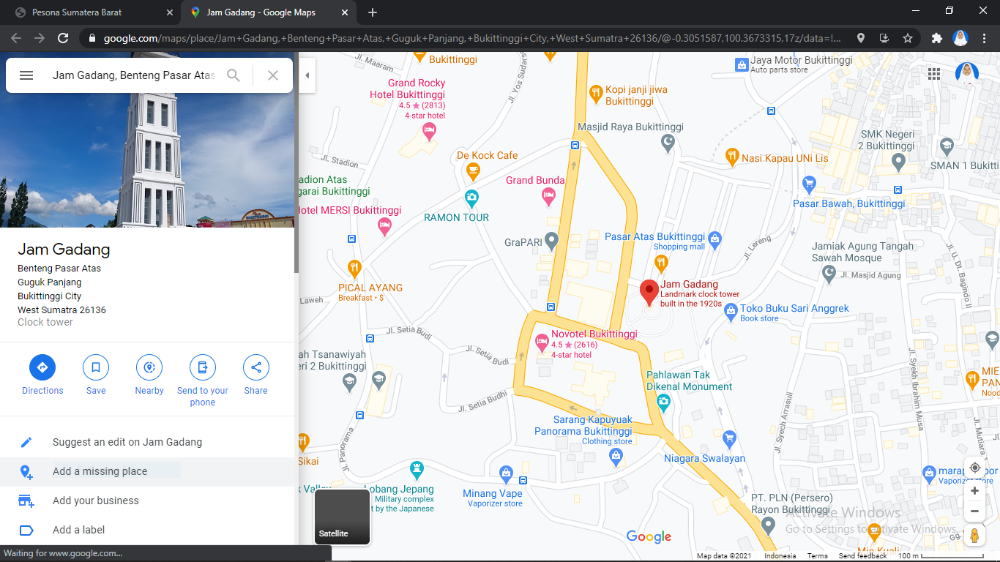 Pesona Sumatera Barat
Jam Gadang - Google Maps
google.com/maps/place/Jam+Gadang,+Benteng+Pasar+Atas,+Guguk+Panjang,+Bukittinggi+City,+West+Sumatra+26136/@-0.3051587,100.3673315,17z/data=!...
Jam Gadang, Benteng Pasar Atas
Jam Gadang
Benteng Pasar Atas
Guguk Panjang
Bukittinggi City
West Sumatra 26136
Clock tower
Directions
Save
Nearby
Send to your
phone
Share
Suggest an edit on Jam Gadang
Add a missing place
Add your business
Add a label
Waiting for www.google.com...
Jl. Maaram
Bukittinggi
Jl. Yos Sudarso
Jaya Motor Bukittinggi
Auto parts store
Grand Rocky
Hotel Bukittinggi
4.5 ★ (2813)
4-star hotel
Kopi janji jiwa
Bukittinggi
Masjid Raya Bukittinggi
SMK Negeri
2 Bukittinggi
SMAN 1 Bukitti
Jl. Stadion
De Kock Cafe
Nasi Kapau UNi Lis
adion Atas
garai Bukittinggi
Grand Bunda
Pasar Bawah, Bukittinggi
Hotel MERSI Bukittinggi
RAMON TOUR
GraPARI
Pasar Atas Bukittinggi
Shopping mall
Jl. Lereng
Jamiak Agung Tangah
Sawah Mosque
Jl. Masjid Agung
Jl. U. Dt. Bagindo
PICAL AYANG
Breakfast • $
Laweh
Jam Gadang
Landmark clock tower
built in the 1920s
Toko Buku Sari Anggrek
Book store
Jl. Setia Budi
Novotel Bukittinggi
4.5 ★ (2616)
4-star hotel
ah Tsanawiyah
eri 2 Bukittinggi
Jl. Setia Budi
Pahlawan Tak
Dikenal Monument
Jl. Syekh Ibrahim Musa
MIE
PAN
Nood
Jl. Setia Budhi
Jl. Syech Arrasuli
Sarang Kapuyuak
Panorama Bukittinggi
Clothing store
Jl. Panorama
Sikai
Niagara Swalayan
Jl. Mutiara
k Valley
Lobang Jepang
Military complex
t by the Japanese
Minang Vape
Vaporizer store
marap
por
Vaporizer store
PT. PLN (Persero)
Rayon Bukittinggi
Activate Windows
Go to Settings to activate Windows.
Satellite
Google
Mie Kuali
Jl.
Gg.
Map data ©2021
Indonesia
Terms
Send feedback
100 m